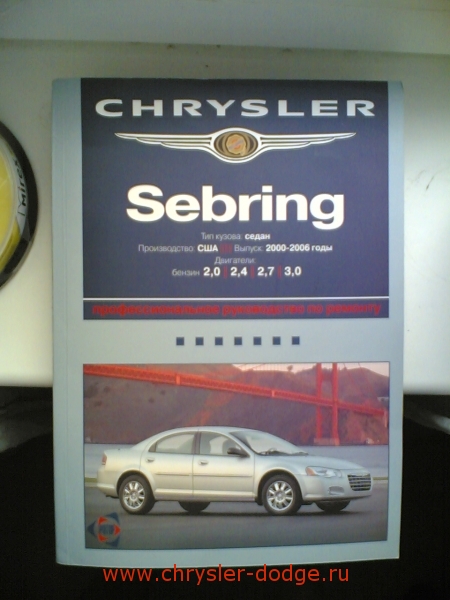 Mirex
CHRYSLER
Sebring
Тип кузова: седан
Производство: США Выпуск: 2000-2006 годы
Двигатели:
бензин 2,0 | 2,4 | 2,7 | 3,0
профессиональное руководство по ремонту
www.chrysler-dodge.ru